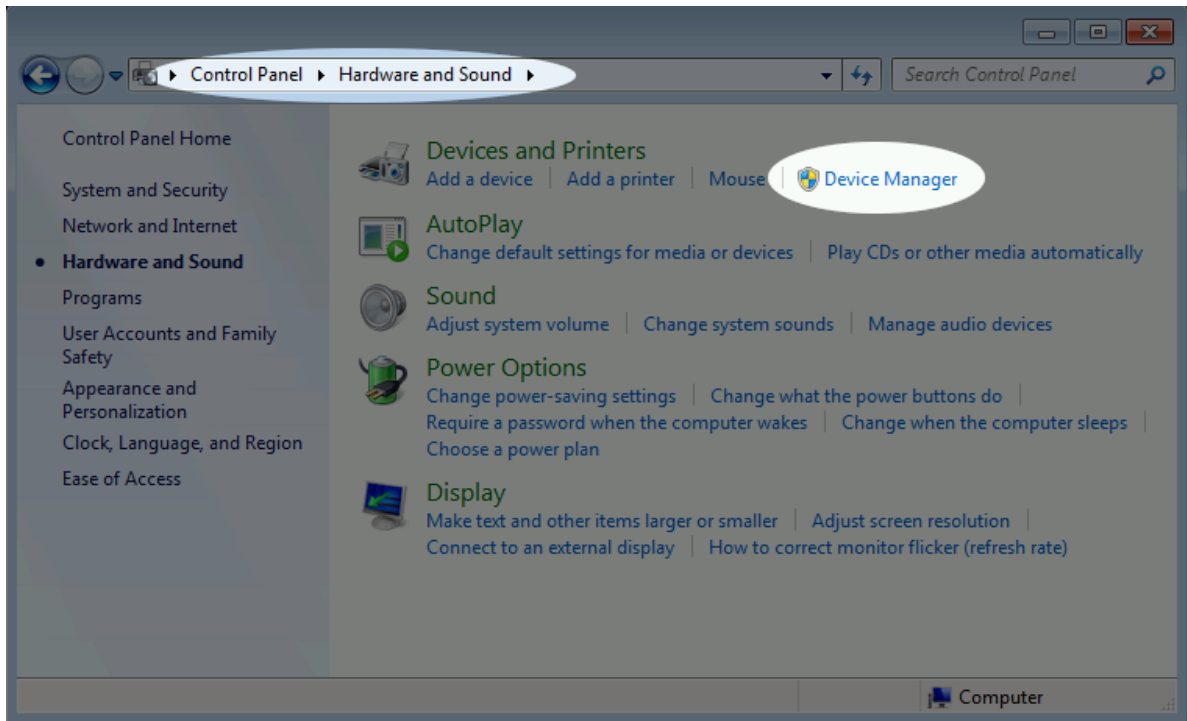 Control Panel Hardware and Sound
Search Control Panel
Control Panel Home
System and Security
Network and Internet
Hardware and Sound
Programs
User Accounts and Family
Safety
Appearance and
Personalization
Clock, Language, and Region
Ease of Access
Devices and Printers
Add a device Add a printer Mouse Device Manager
AutoPlay
Change default settings for media or devices Play CDs or other media automatically
Sound
Adjust system volume Change system sounds Manage audio devices
Power Options
Change power-saving settings Change what the power buttons do
Require a password when the computer wakes Change when the computer sleeps
Choose a power plan
Display
Make text and other items larger or smaller Adjust screen resolution
Connect to an external display How to correct monitor flicker (refresh rate)
Computer